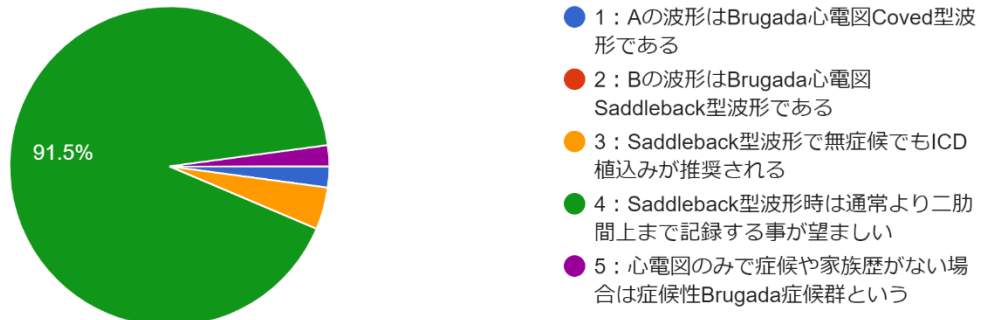 91.5%
1：Aの波形はBrugada心電図Coved型波
形である
2：Bの波形はBrugada心電図
Saddleback型波形である
3：Saddleback型波形で無症候でもICD
植込みが推奨される
4：Saddleback型波形時は通常より二肋
間上まで記録する事が望ましい
5：心電図のみで症候や家族歴がない場
合は症候性Brugada症候群という